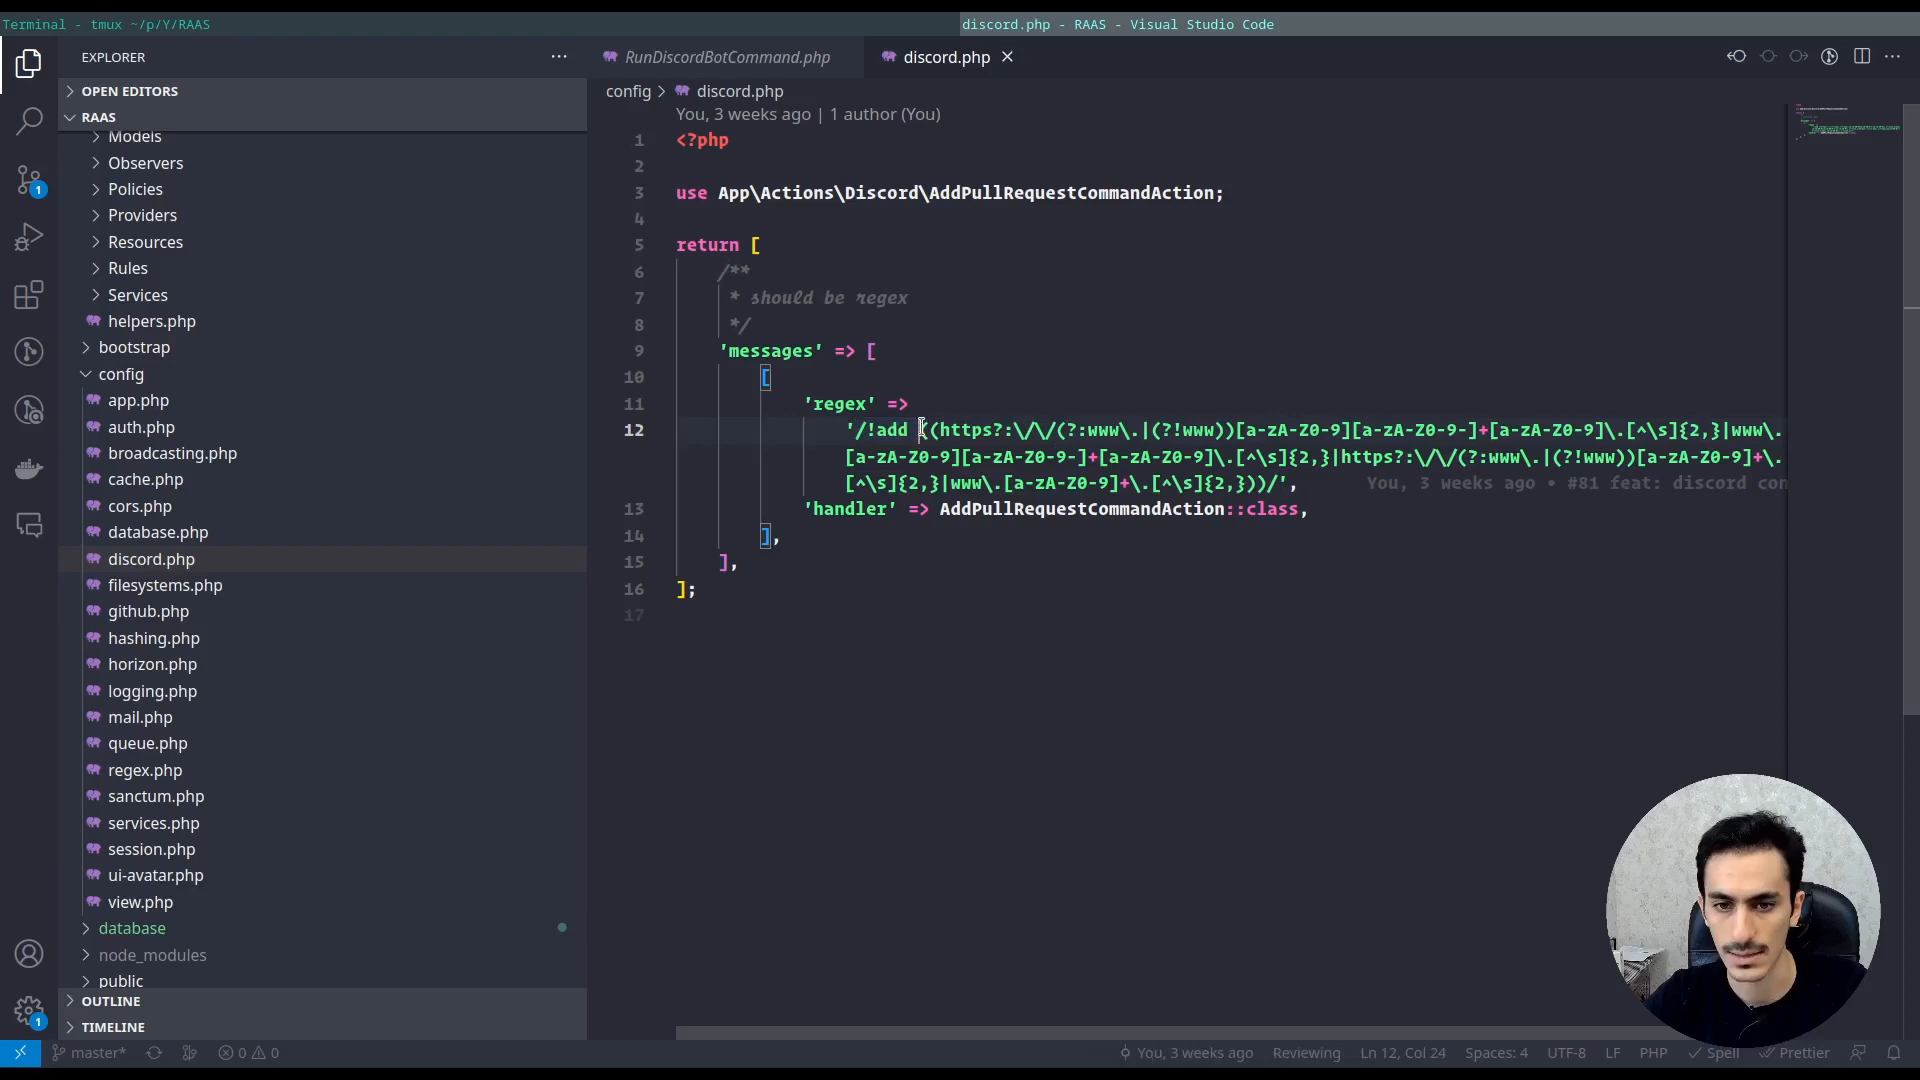 Terminal - tmux ~/p/Y/RAAS
discord.php - RAAS - Visual Studio Code
EXPLORER
OPEN EDITORS
RAAS
Models
Observers
Policies
Providers
Resources
Rules
Services
helpers.php
bootstrap
config
app.php
auth.php
broadcasting.php
cache.php
cors.php
database.php
discord.php
filesystems.php
github.php
hashing.php
horizon.php
logging.php
mail.php
queue.php
regex.php
sanctum.php
services.php
session.php
ui-avatar.php
view.php
database
node_modules
public
OUTLINE
TIMELINE
1
1
RunDiscordBotCommand.php
discord.php
config > discord.php
You, 3 weeks ago | 1 author (You)
1 <?php
2
3 use App\Actions\Discord\AddPullRequestCommandAction;
4
5 return [
6 /**
7 * should be regex
8 */
9 'messages' => [
10 [
11 'regex' =>
12 '/!add ((https?:\/\/(?:www\.|(?!www))[a-zA-Z0-9][a-zA-Z0-9-]+[a-zA-Z0-9]\.[^\s]{2,}|www\.
[a-zA-Z0-9][a-zA-Z0-9-]+[a-zA-Z0-9]\.[^\s]{2,}|https?:\/\/(?:www\.|(?!www))[a-zA-Z0-9]+\.
[^\s]{2,}|www\.[a-zA-Z0-9]+\.[^\s]{2,}))/', You, 3 weeks ago • #81 feat: discord con
13 'handler' => AddPullRequestCommandAction::class,
14 ],
15 ],
16 ];
17
master* 0 0 You, 3 weeks ago Reviewing Ln 12, Col 24 Spaces: 4 UTF-8 LF PHP Spell Prettier